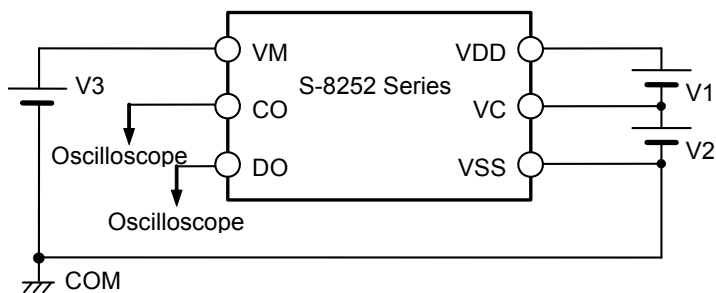 VM
VDD
V3
S-8252 Series
V1
CO
VC
Oscilloscope
V2
DO
VSS
Oscilloscope
COM